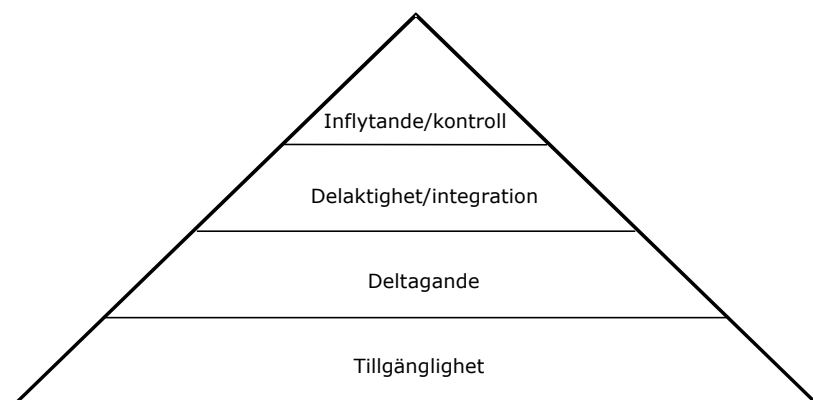 Inflytande/kontroll
Delaktighet/integration
Deltagande
Tillgänglighet